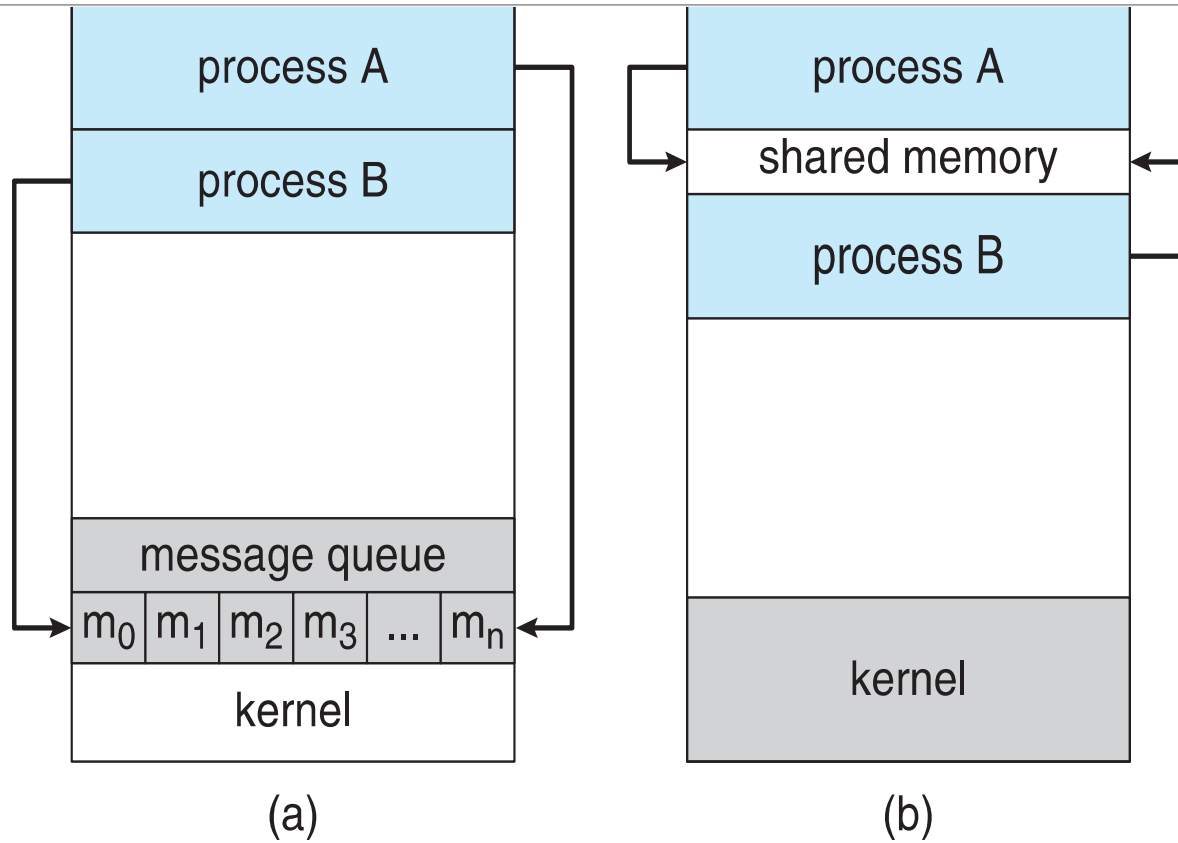 process A
process B
message queue
m0 m1 m2 m3 ... mn
kernel
(a)
process A
shared memory
process B
kernel
(b)